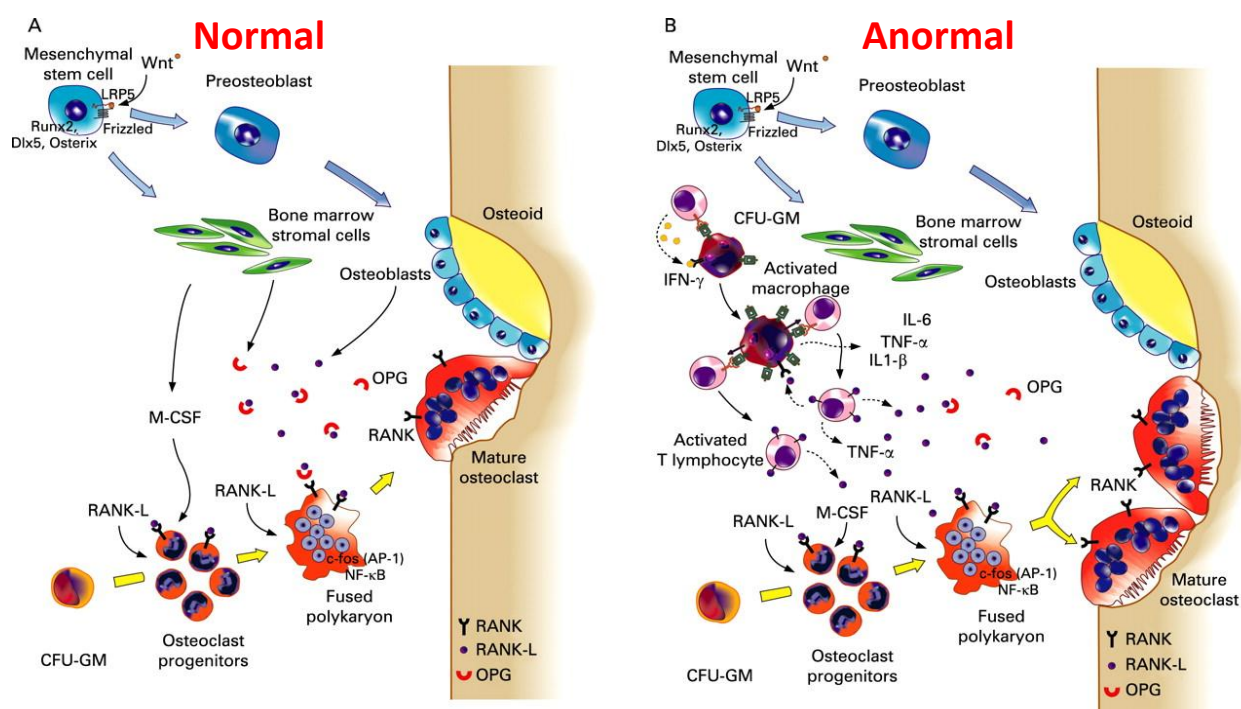 A
Normal
Mesenchymal
stem cell
Wnt
LRP5
Preosteoblast
Runx2,
Dlx5, Osterix
Frizzled
Osteoid
Bone marrow
stromal cells
Osteoblasts
OPG
M-CSF
RANK
Mature
osteoclast
RANK-L
RANK-L
c-fos (AP-1)
NF-κB
Fused
polykaryon
CFU-GM
Osteoclast
progenitors
RANK
RANK-L
OPG
B
Anormal
Mesenchymal
stem cell
Wnt
LRP5
Preosteoblast
Runx2,
Dlx5, Osterix
Frizzled
CFU-GM
Osteoid
Bone marrow
stromal cells
IFN-γ
Activated
macrophage
Osteoblasts
IL-6
TNF-α
IL1-β
OPG
Activated
T lymphocyte
TNF-α
RANK
RANK-L
M-CSF
RANK-L
c-fos (AP-1)
NF-κB
Fused
polykaryon
Mature
osteoclast
CFU-GM
Osteoclast
progenitors
RANK
RANK-L
OPG